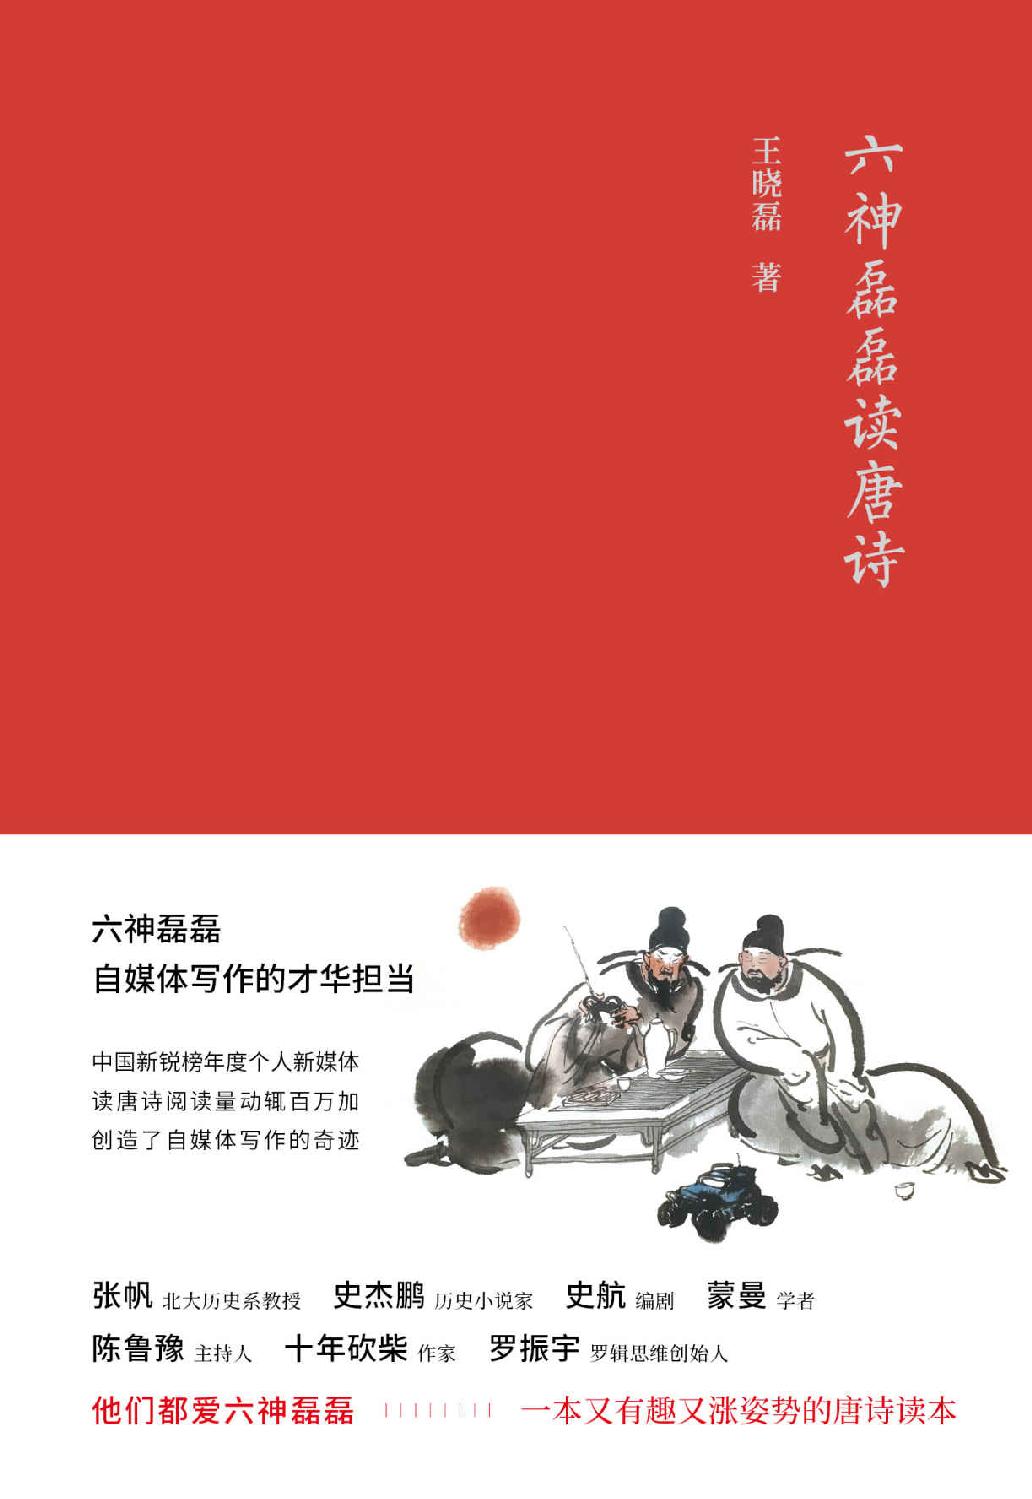 六神磊磊读唐诗
王晓磊 著
六神磊磊
自媒体写作的才华担当
中国新锐榜年度个人新媒体
读唐诗阅读量动辄百万加
创造了自媒体写作的奇迹
张帆 北大历史系教授 史杰鹏 历史小说家 史航 编剧 蒙曼 学者
陈鲁豫 主持人 十年砍柴 作家 罗振宇 罗辑思维创始人
他们都爱六神磊磊 一本又有趣又涨姿势的唐诗读本